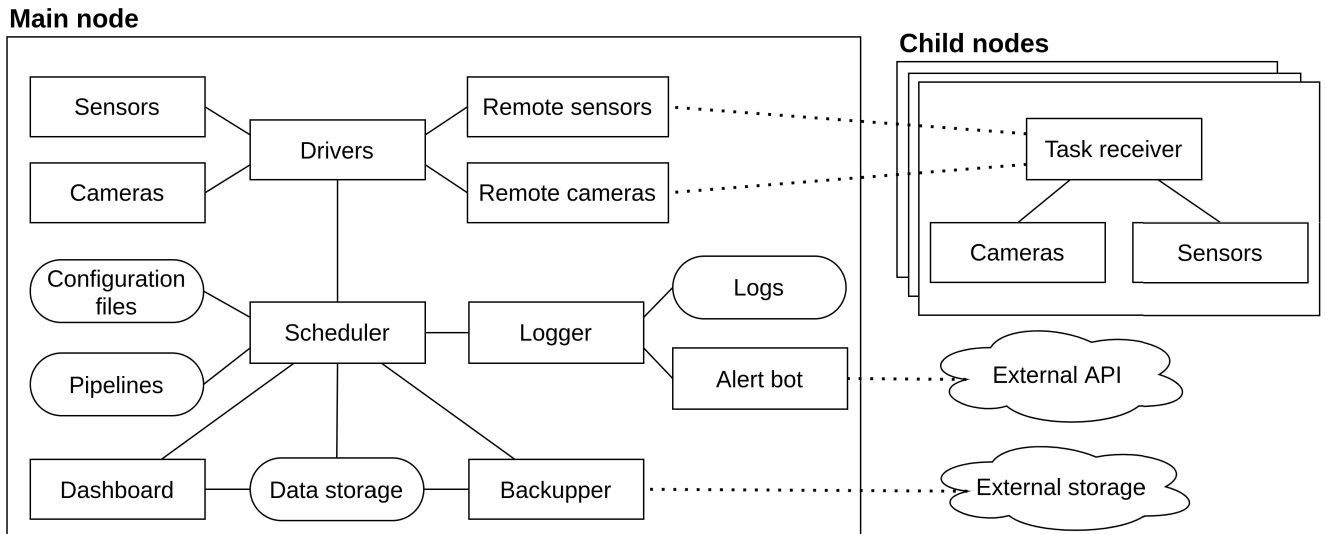 Main node
Child nodes
Sensors
Remote sensors
Drivers
Task receiver
Cameras
Remote cameras
Cameras
Sensors
Configuration
files
Logs
Scheduler
Logger
Pipelines
Alert bot
External API
Dashboard
Data storage
Backupper
External storage